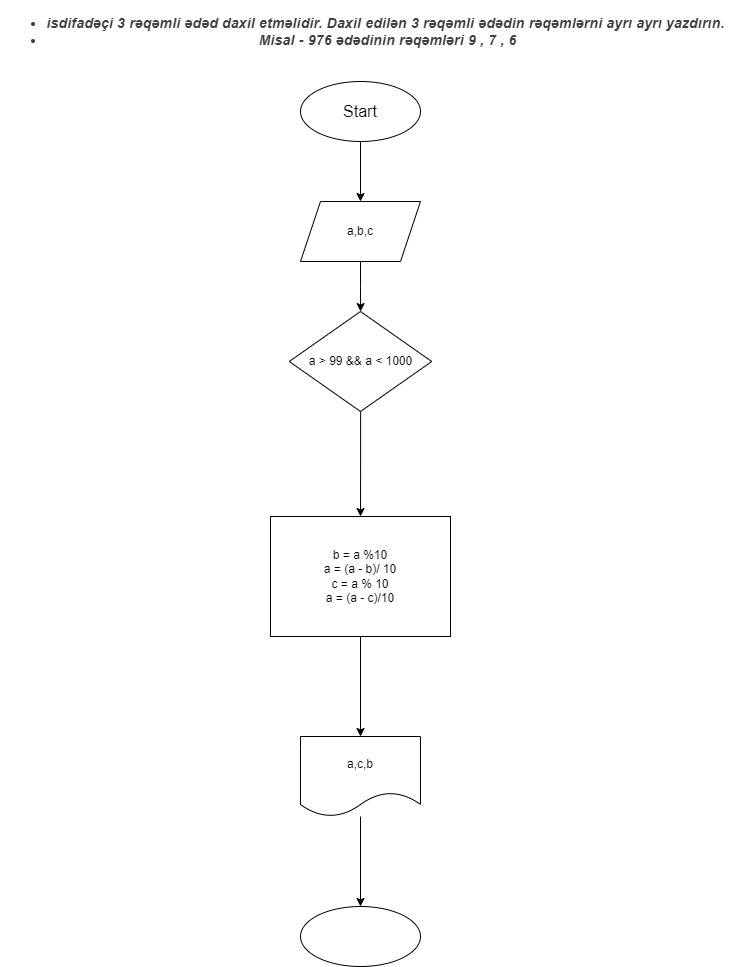 isdifadəçi 3 rəqəmli ədəd daxil etməlidir. Daxil edilən 3 rəqəmli ədədin rəqəmlərni ayrı ayrı yazdırın.
Misal - 976 ədədinin rəqəmləri 9 , 7 , 6
Start
a,b,c
a > 99 && a < 1000
b = a %10
a = (a - b)/ 10
c = a % 10
a = (a - c)/10
a,c,b